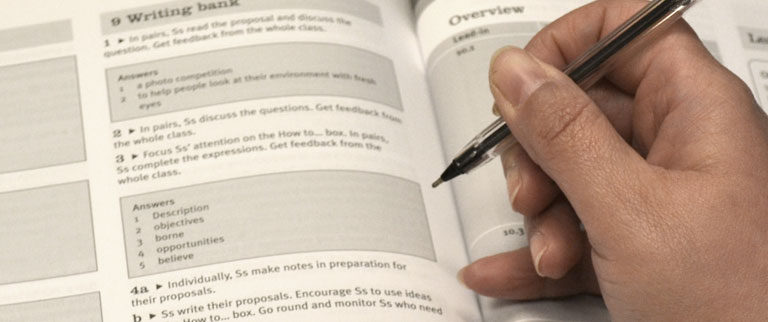 9 Writing bank
1 ► In pairs, Ss read the proposal and discuss the
question. Get feedback from the whole class.
Answers
1 a photo competition
2 to help people look at their environment with fresh
eyes
2 ► In pairs, Ss discuss the questions. Get feedback from
the whole class.
3 ► Focus Ss' attention on the How to... box. In pairs,
Ss complete the expressions. Get feedback from the
whole class.
Answers
1 Description
2 objectives
3 borne
4 opportunities
5 believe
4a ► Individually, Ss make notes in preparation for
their proposals.
b ► Ss write their proposals. Encourage Ss to use ideas
How to... box. Go round and monitor Ss who need
Overview
Lead-in
10.1
10.3